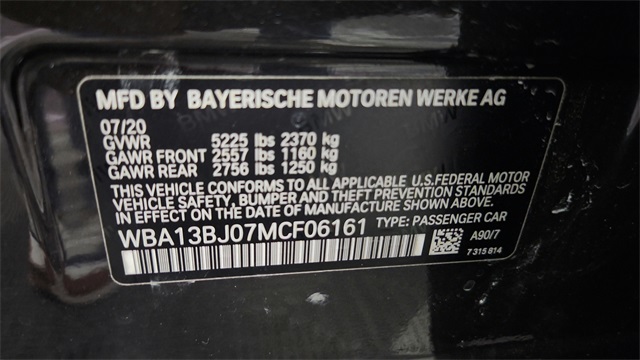 MFD BY BAYERISCHE MOTOREN WERKE AG
07/20
GVWR 5225 lbs 2370 kg
GAWR FRONT 2557 lbs 1160 kg
GAWR REAR 2756 lbs 1250 kg
THIS VEHICLE CONFORMS TO ALL APPLICABLE U.S. FEDERAL MOTOR
VEHICLE SAFETY, BUMPER AND THEFT PREVENTION
STANDARDS IN EFFECT ON THE DATE OF MANUFACTURE SHOWN ABOVE.
WBA13BJ07MCF06161 TYPE: PASSENGER CAR
A90/7
7 315 814